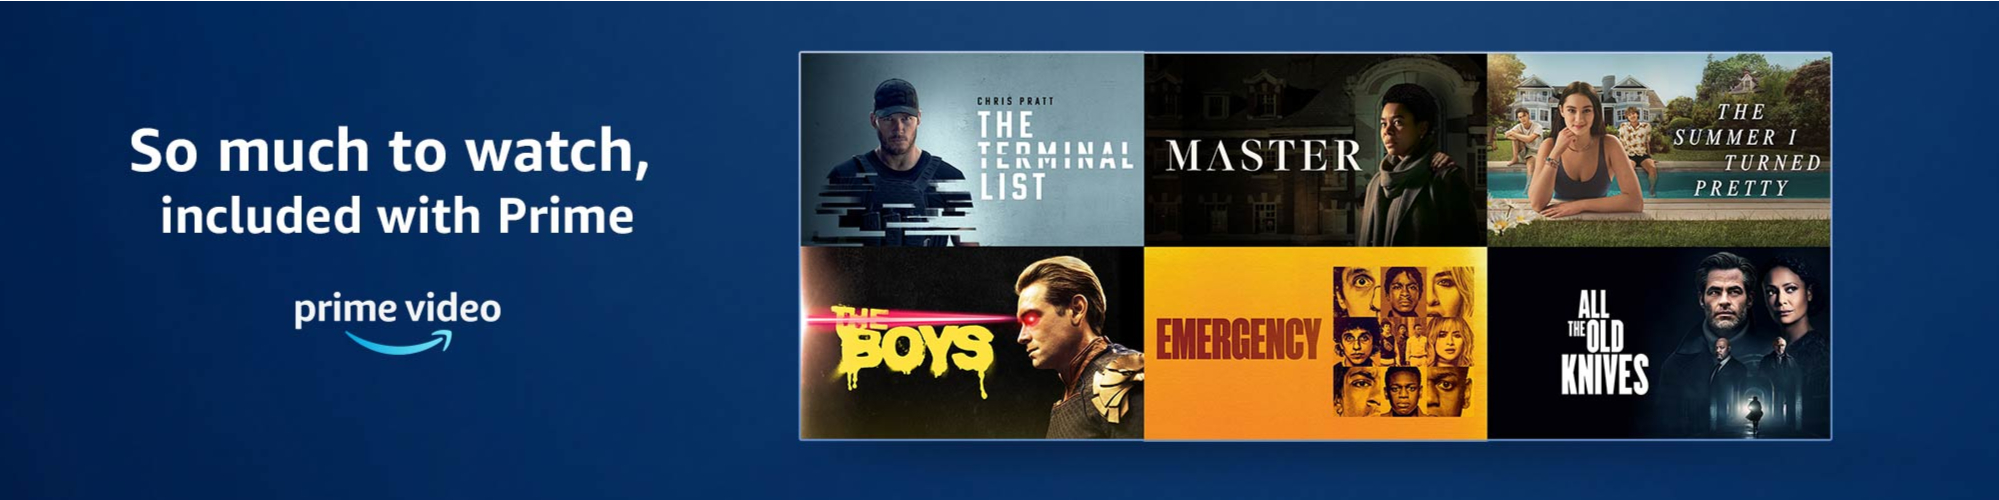 So much to watch,
included with Prime
prime video
CHRIS PRATT
THE
TERMINAL
LIST
MASTER
THE
SUMMER I
TURNED
PRETTY
THE
BOYS
EMERGENCY
ALL
THE OLD
KNIVES